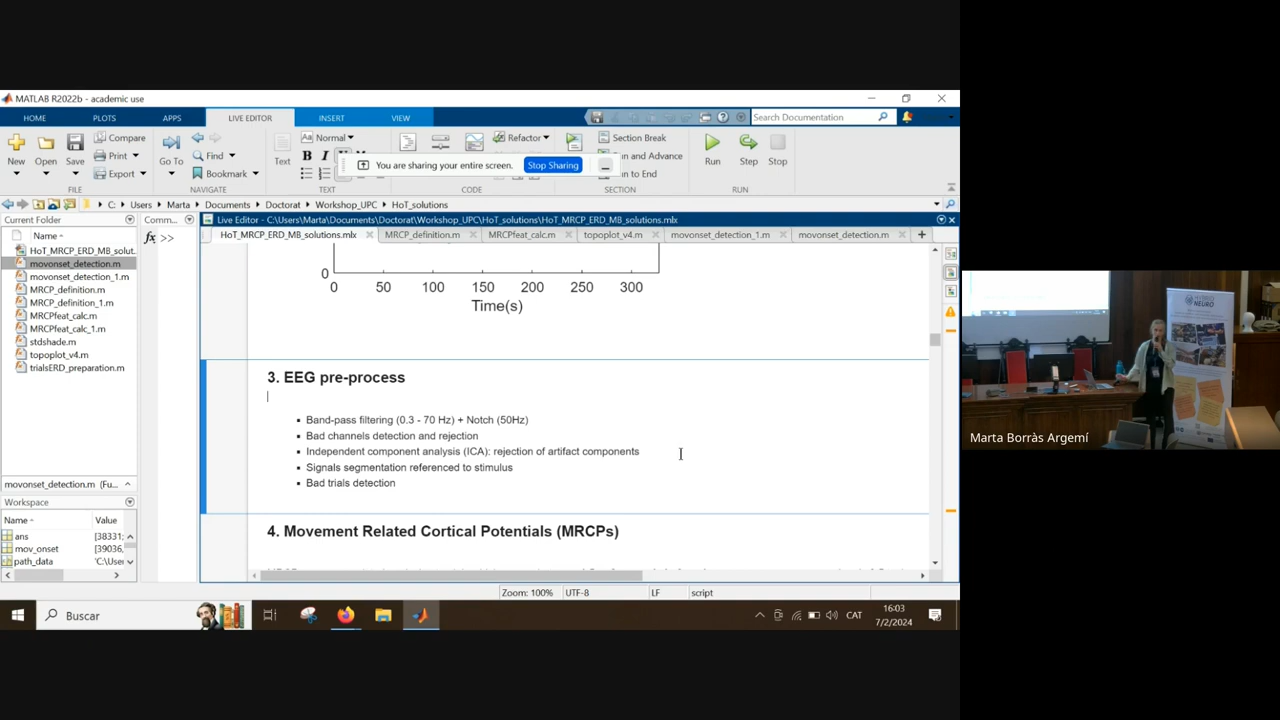 MATLAB R2022b - academic use
HOME
PLOTS
APPS
LIVE EDITOR
INSERT
VIEW
Search Documentation
New
Open
Save
Compare
Print
Export
Go To
Find
Bookmark
Text
Normal
B I
Refactor
Section Break
Run and Advance
Run to End
Run
Step
Stop
You are sharing your entire screen.
Stop Sharing
FILE
NAVIGATE
TEXT
CODE
SECTION
RUN
C: Users Marta Documents Doctorat Workshop_UPC HoT_solutions
Current Folder
Name
HoT_MRCP_ERD_MB_solut...
movonset_detection.m
movonset_detection_1.m
MRCP_definition.m
MRCP_definition_1.m
MRCPfeat_calc.m
MRCPfeat_calc_1.m
stdshade.m
topoplot_v4.m
trialsERD_preparation.m
movonset_detection.m (Fu...
Workspace
Name
Value
ans
[38331;
mov_onset
[39036,
path_data
'C:\User
Comm...
fx >>
Live Editor - C:\Users\Marta\Documents\Doctorat\Workshop_UPC\HoT_solutions\HoT_MRCP_ERD_MB_solutions.mlx
HoT_MRCP_ERD_MB_solutions.mlx
MRCP_definition.m
MRCPfeat_calc.m
topoplot_v4.m
movonset_detection_1.m
movonset_detection.m
0
0 50 100 150 200 250 300
Time(s)
3. EEG pre-process
Band-pass filtering (0.3 - 70 Hz) + Notch (50Hz)
Bad channels detection and rejection
Independent component analysis (ICA): rejection of artifact components
Signals segmentation referenced to stimulus
Bad trials detection
4. Movement Related Cortical Potentials (MRCPs)
Zoom: 100%
UTF-8
LF
script
Buscar
CAT
16:03
7/2/2024
NEURO
Marta Borràs Argemí